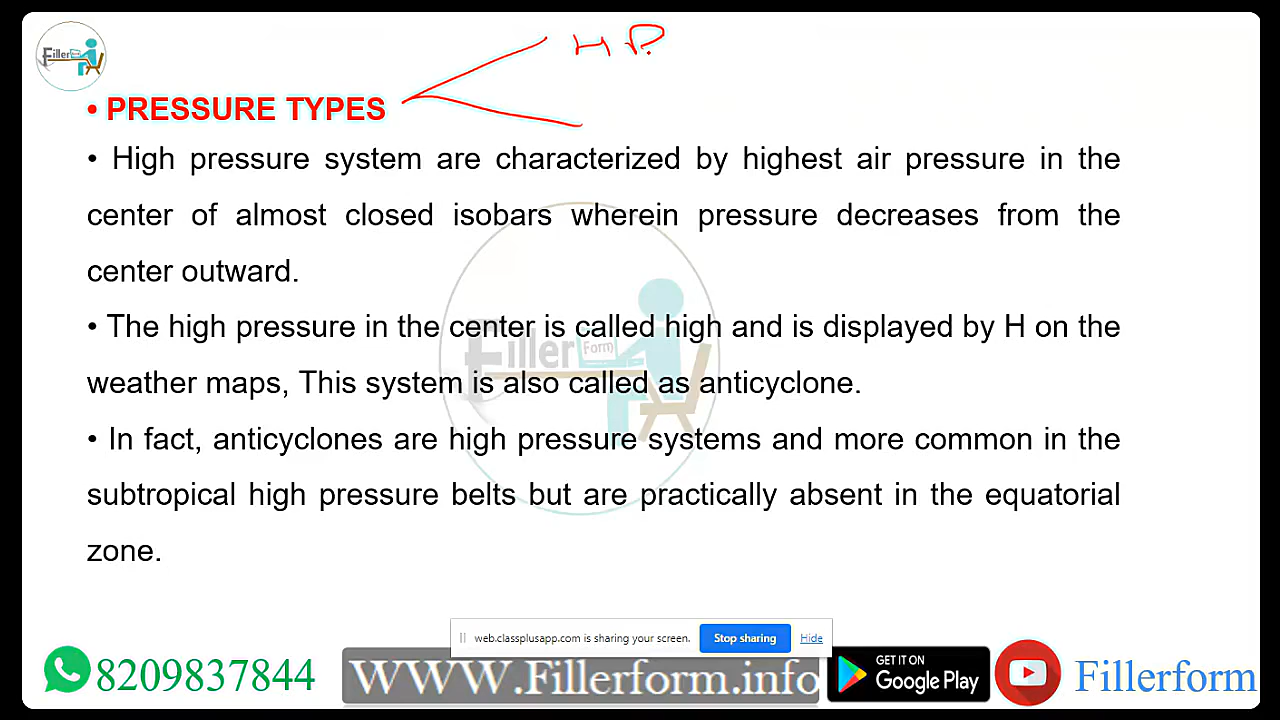 Filler
H P.
• PRESSURE TYPES
• High pressure system are characterized by highest air pressure in the
center of almost closed isobars wherein pressure decreases from the
center outward.
• The high pressure in the center is called high and is displayed by H on the
weather maps, This system is also called as anticyclone.
• In fact, anticyclones are high pressure systems and more common in the
subtropical high pressure belts but are practically absent in the equatorial
zone.
Filler Form
web.classplusapp.com is sharing your screen. Stop sharing Hide
8209837844 WWW.Fillerform.info GET IT ON Google Play Fillerform